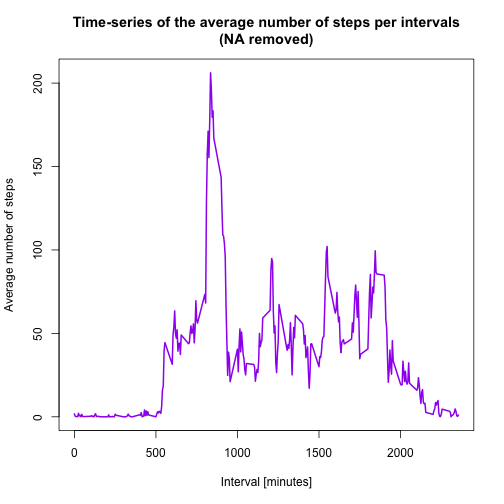 Time-series of the average number of steps per intervals
(NA removed)
200
150
100
50
0
Average number of steps
0 500 1000 1500 2000
Interval [minutes]